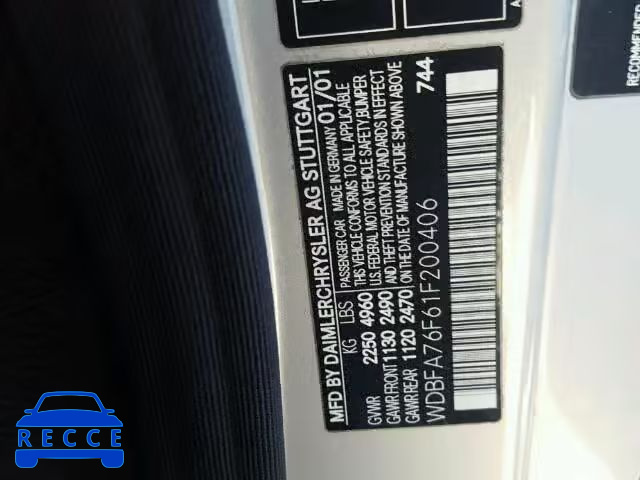 MFD BY DAIMLERCHRYSLER AG STUTTGART
KG LBS PASSENGER CAR MADE IN GERMANY 01/01
GVWR 2250 4960 THIS VEHICLE CONFORMS TO ALL APPLICABLE
U.S. FEDERAL MOTOR VEHICLE SAFETY, BUMPER
GAWR FRONT 1130 2490 AND THEFT PREVENTION STANDARDS IN EFFECT
GAWR REAR 1120 2470 ON THE DATE OF MANUFACTURE SHOWN ABOVE
744
WDBFA76F61F200406
RECOMMENDED
A
RECCE